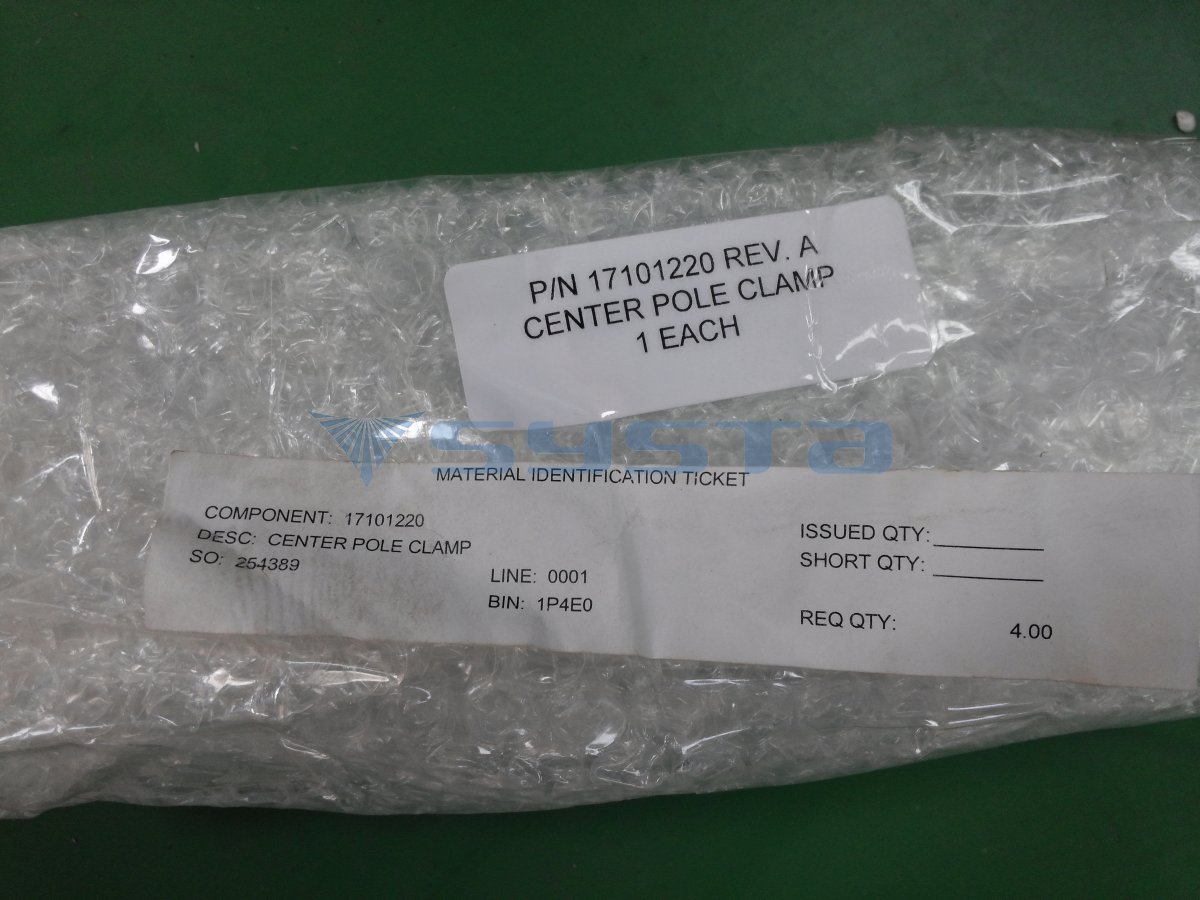 P/N 17101220 REV. A
CENTER POLE CLAMP
1 EACH
SYSTA
MATERIAL IDENTIFICATION TICKET
COMPONENT: 17101220
DESC: CENTER POLE CLAMP
SO: 254389
LINE: 0001
BIN: 1P4E0
ISSUED QTY:
SHORT QTY:
REQ QTY: 4.00